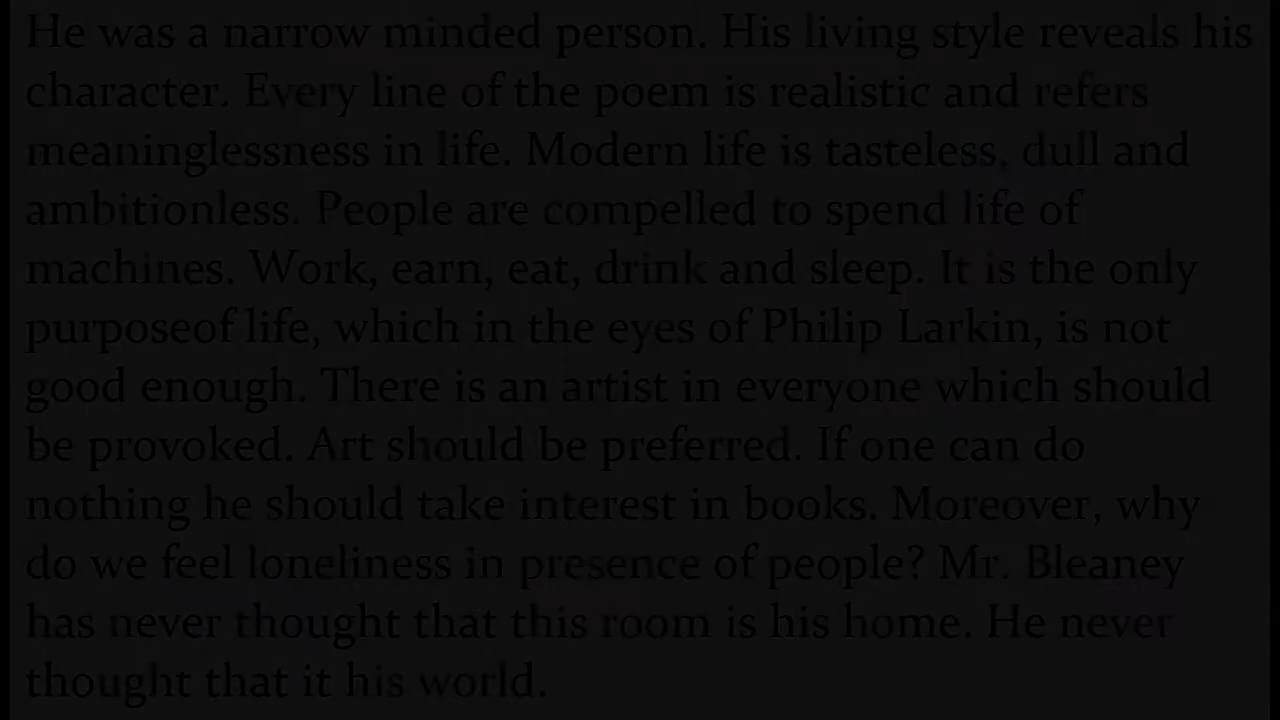 He was a narrow minded person. His living style reveals his
character. Every line of the poem is realistic and refers
meaninglessness in life. Modern life is tasteless, dull and
ambitionless. People are compelled to spend life of
machines. Work, earn, eat, drink and sleep. It is the only
purposeof life, which in the eyes of Philip Larkin, is not
good enough. There is an artist in everyone which should
be provoked. Art should be preferred. If one can do
nothing he should take interest in books. Moreover, why
do we feel loneliness in presence of people? Mr. Bleaney
has never thought that this room is his home. He never
thought that it his world.